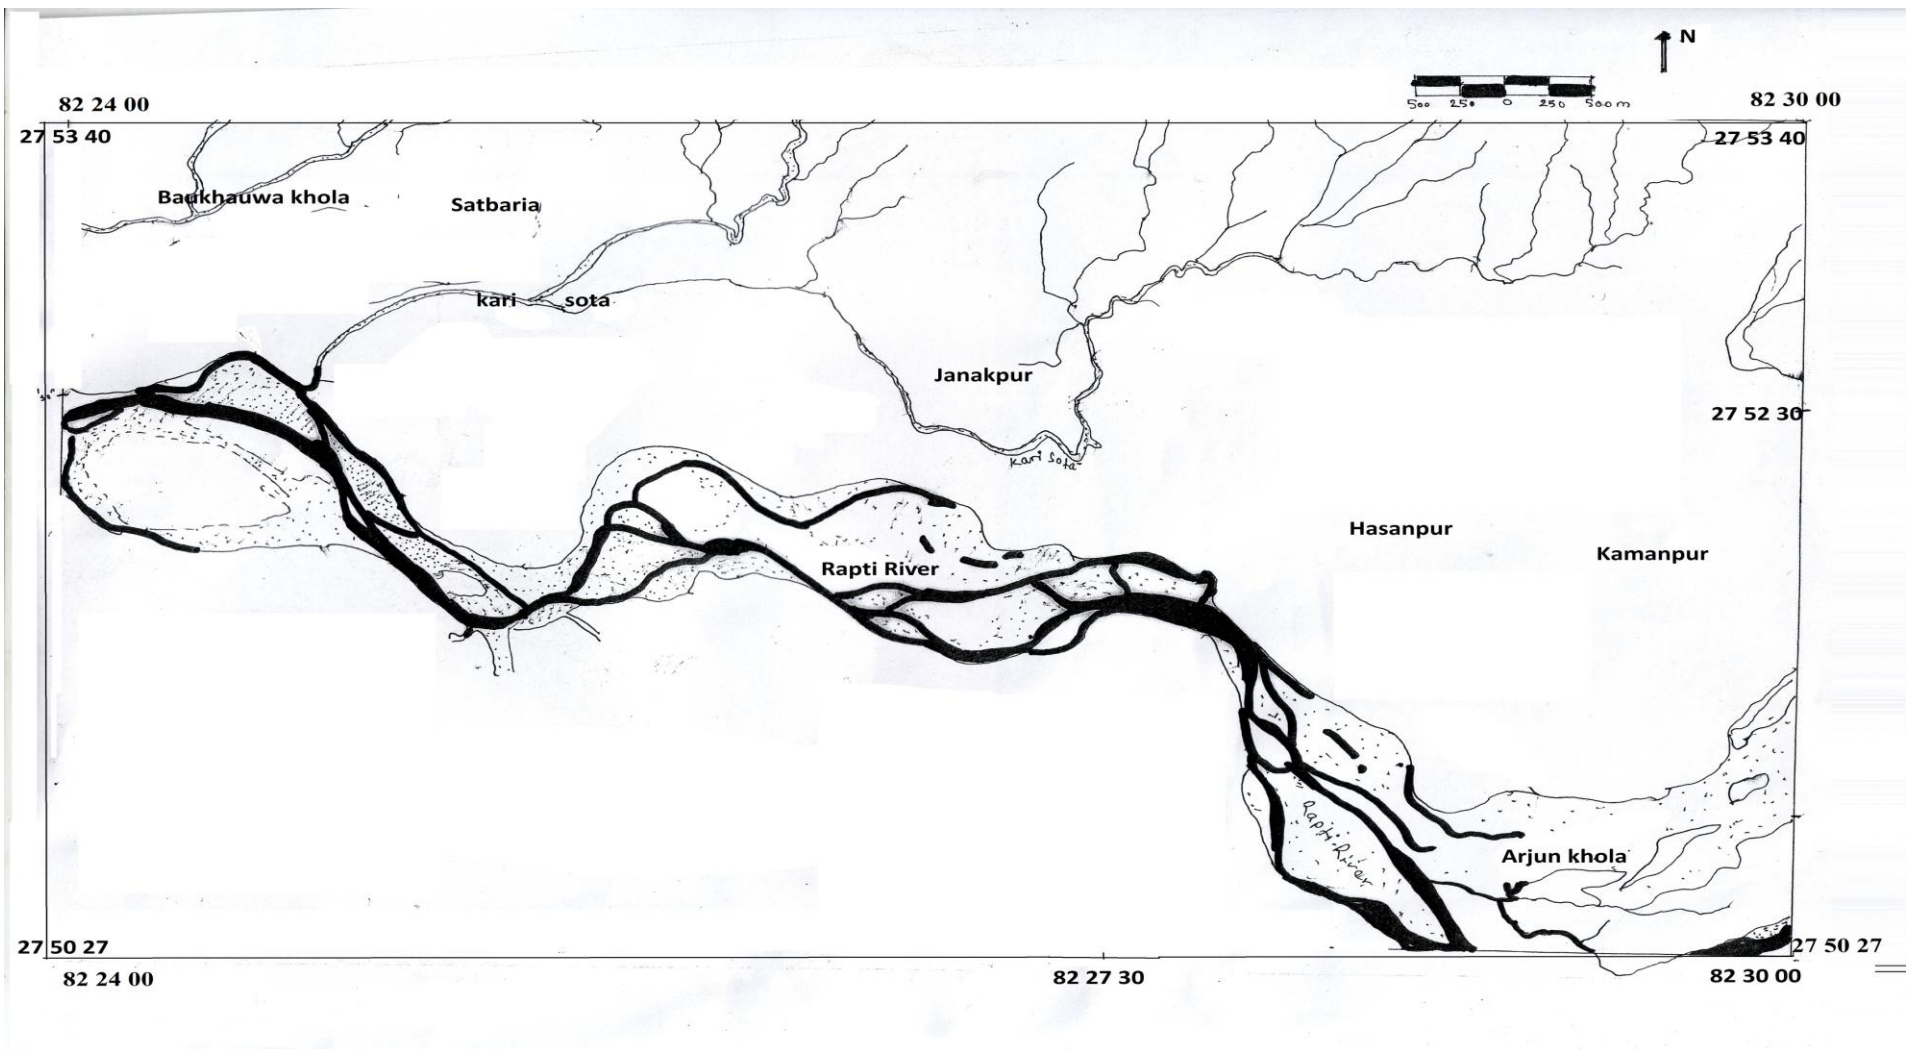 N
500 250 0 250 500m
82 24 00
82 30 00
27 53 40
27 53 40
Baukhauwa khola
Satbaria
kari sota
Janakpur
27 52 30
Kari Sota
Hasanpur
Kamanpur
Rapti River
Rapti River
Arjun khola
27 50 27
27 50 27
82 24 00
82 27 30
82 30 00